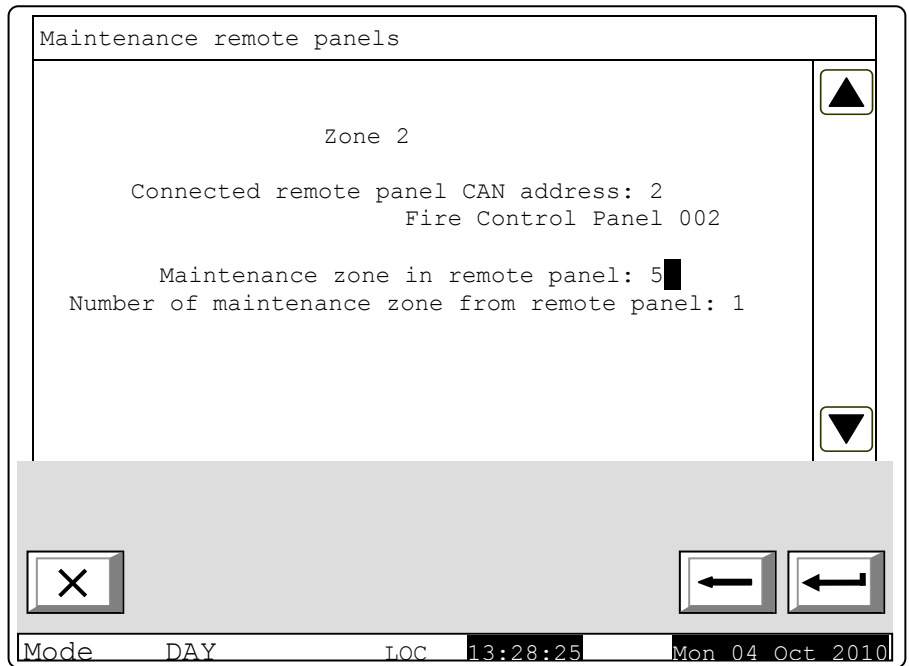 Maintenance remote panels
Zone 2
Connected remote panel CAN address: 2
Fire Control Panel 002
Maintenance zone in remote panel: 5
Number of maintenance zone from remote panel: 1
Mode DAY LOC 13:28:25 Mon 04 Oct 2010